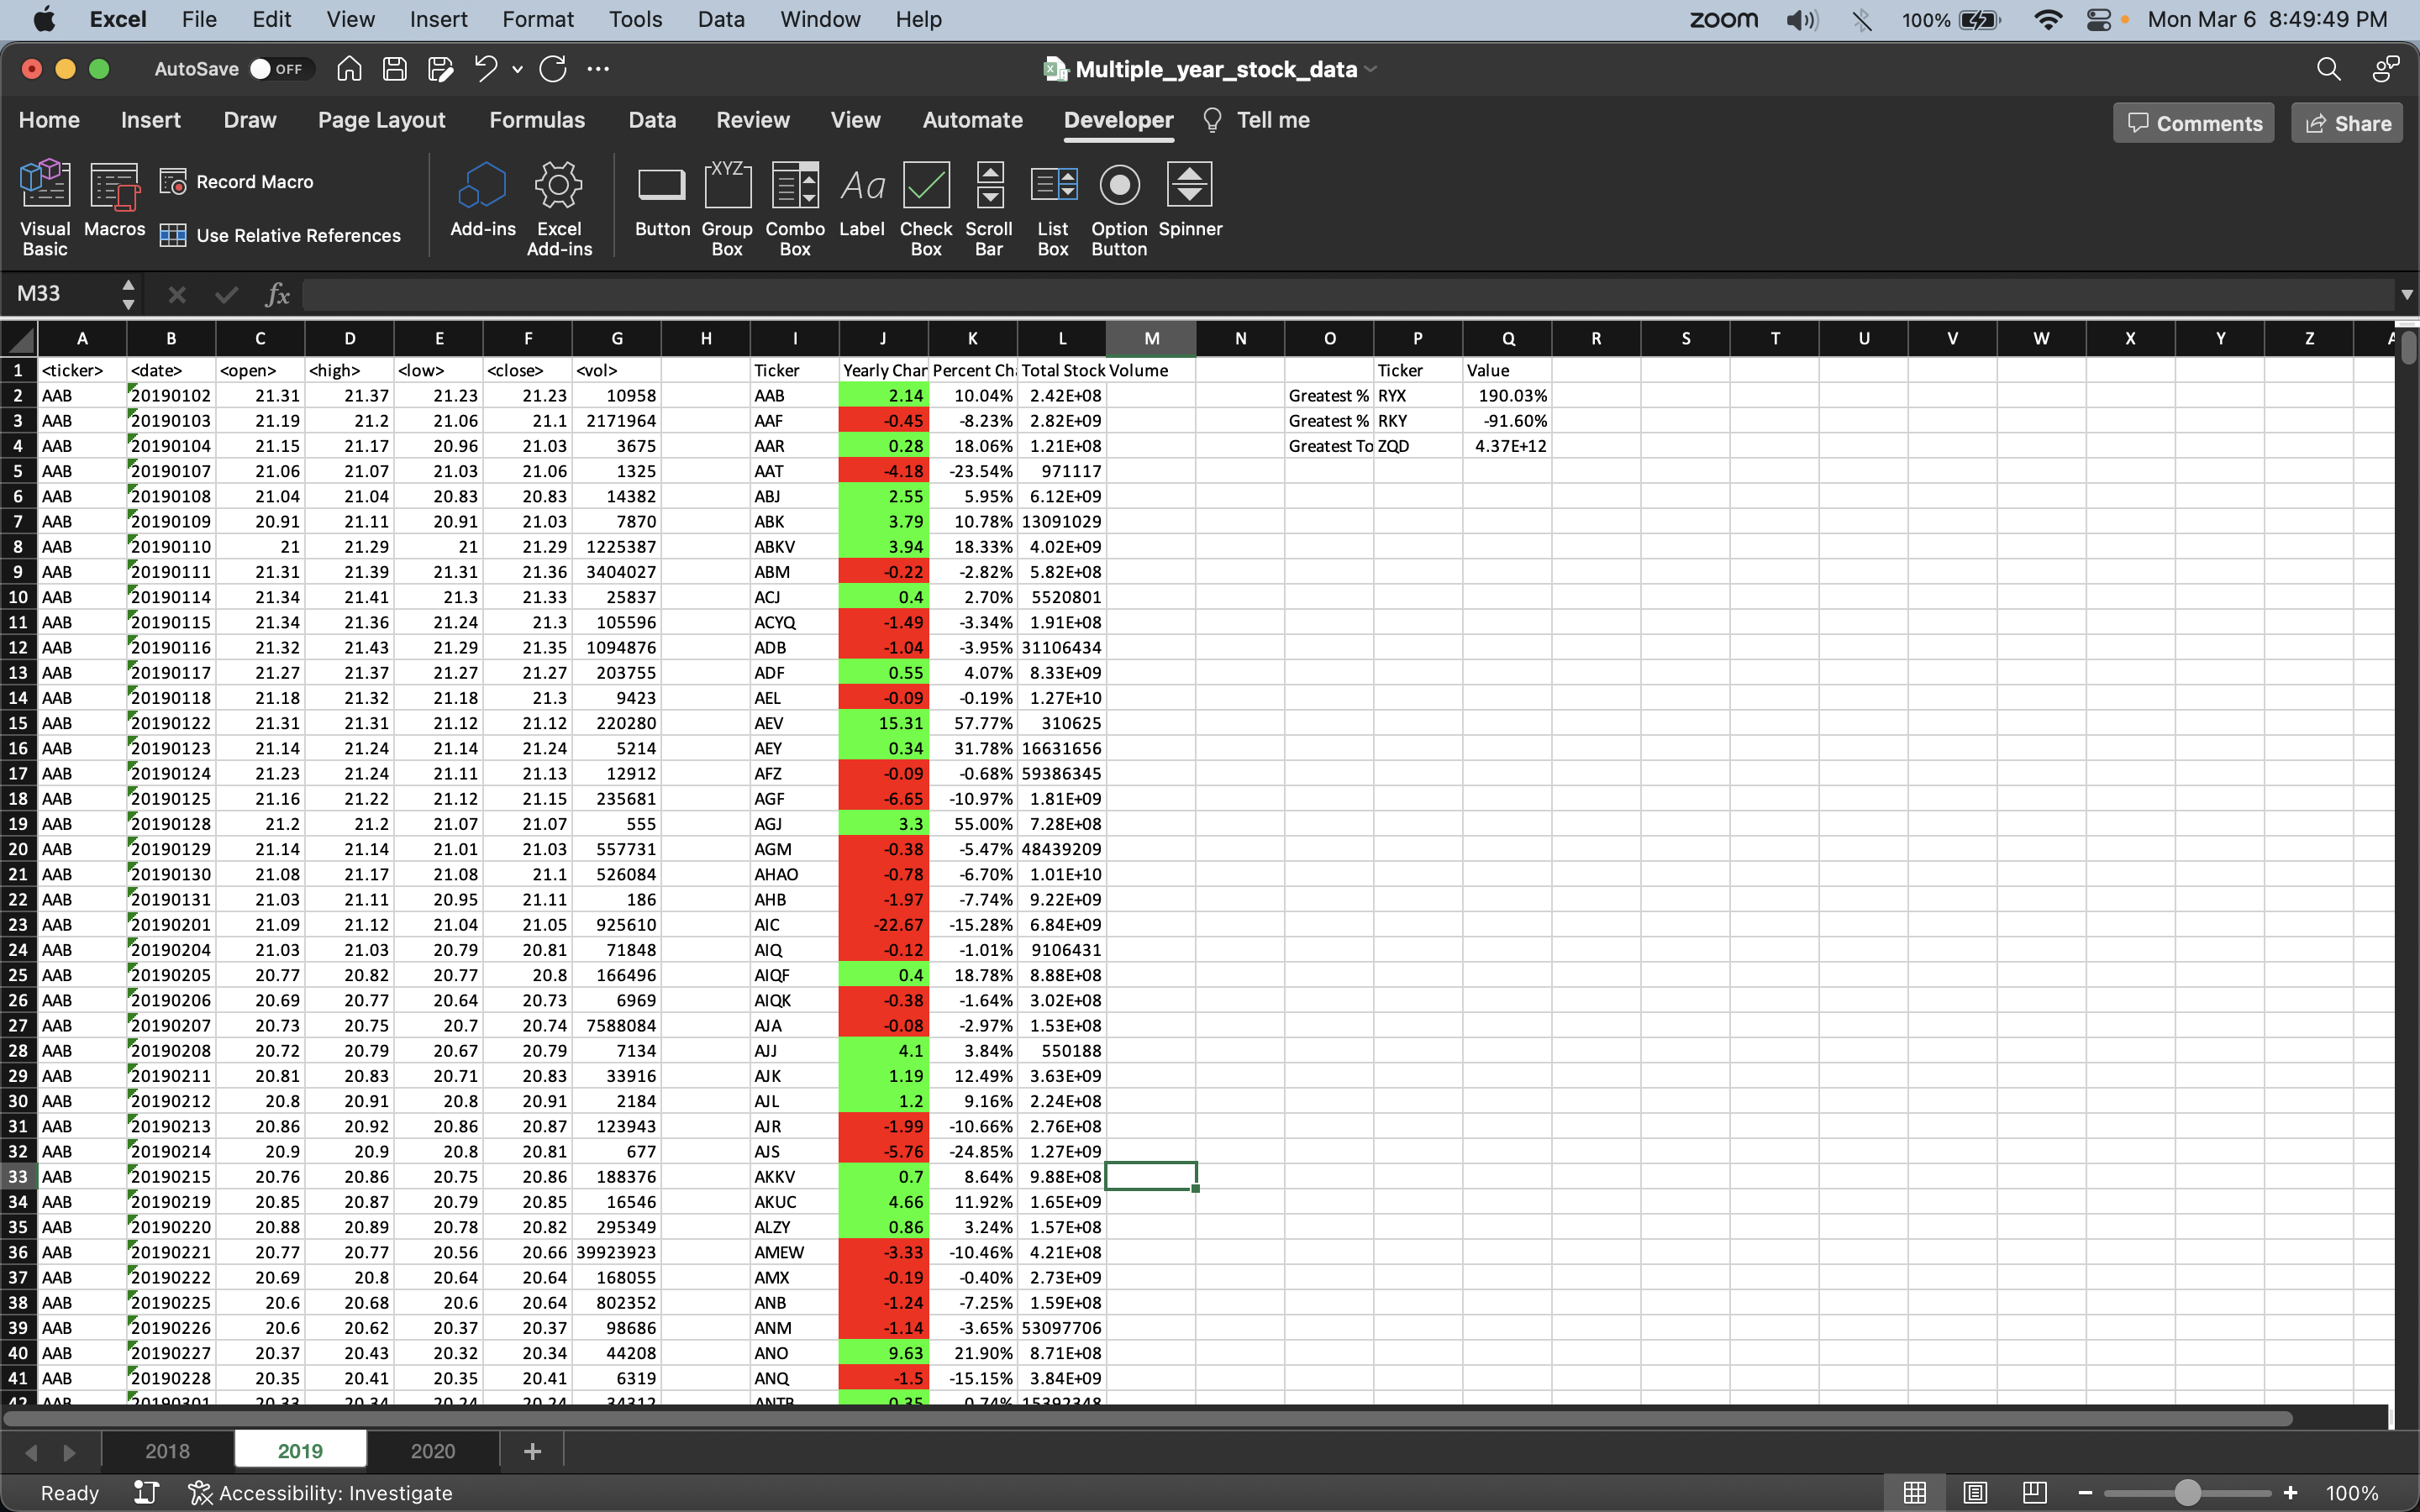 Excel File Edit View Insert Format Tools Data Window Help zoom 100% Mon Mar 6 8:49:49 PM
AutoSave OFF Multiple_year_stock_data
Home Insert Draw Page Layout Formulas Data Review View Automate Developer Tell me Comments Share
Visual Basic Macros Record Macro Use Relative References Add-ins Excel Add-ins Button Group Box Combo Box Label Check Box Scroll Bar List Box Option Button Spinner
XYZ Aa
M33 fx
A B C D E F G H I J K L M N O P Q R S T U V W X Y Z
1 <ticker> <date> <open> <high> <low> <close> <vol> Ticker Yearly Char Percent Ch Total Stock Volume Ticker Value
2 AAB 20190102 21.31 21.37 21.23 21.23 10958 AAB 2.14 10.04% 2.42E+08 Greatest % RYX 190.03%
3 AAB 20190103 21.19 21.2 21.06 21.1 2171964 AAF -0.45 -8.23% 2.82E+09 Greatest % RKY -91.60%
4 AAB 20190104 21.15 21.17 20.96 21.03 3675 AAR 0.28 18.06% 1.21E+08 Greatest To ZQD 4.37E+12
5 AAB 20190107 21.06 21.07 21.03 21.06 1325 AAT -4.18 -23.54% 971117
6 AAB 20190108 21.04 21.04 20.83 20.83 14382 ABJ 2.55 5.95% 6.12E+09
7 AAB 20190109 20.91 21.11 20.91 21.03 7870 ABK 3.79 10.78% 13091029
8 AAB 20190110 21 21.29 21 21.29 1225387 ABKV 3.94 18.33% 4.02E+09
9 AAB 20190111 21.31 21.39 21.31 21.36 3404027 ABM -0.22 -2.82% 5.82E+08
10 AAB 20190114 21.34 21.41 21.3 21.33 25837 ACJ 0.4 2.70% 5520801
11 AAB 20190115 21.34 21.36 21.24 21.3 105596 ACYQ -1.49 -3.34% 1.91E+08
12 AAB 20190116 21.32 21.43 21.29 21.35 1094876 ADB -1.04 -3.95% 31106434
13 AAB 20190117 21.27 21.37 21.27 21.27 203755 ADF 0.55 4.07% 8.33E+09
14 AAB 20190118 21.18 21.32 21.18 21.3 9423 AEL -0.09 -0.19% 1.27E+10
15 AAB 20190122 21.31 21.31 21.12 21.12 220280 AEV 15.31 57.77% 310625
16 AAB 20190123 21.14 21.24 21.14 21.24 5214 AEY 0.34 31.78% 16631656
17 AAB 20190124 21.23 21.24 21.11 21.13 12912 AFZ -0.09 -0.68% 59386345
18 AAB 20190125 21.16 21.22 21.12 21.15 235681 AGF -6.65 -10.97% 1.81E+09
19 AAB 20190128 21.2 21.2 21.07 21.07 555 AGJ 3.3 55.00% 7.28E+08
20 AAB 20190129 21.14 21.14 21.01 21.03 557731 AGM -0.38 -5.47% 48439209
21 AAB 20190130 21.08 21.17 21.08 21.1 526084 AHAO -0.78 -6.70% 1.01E+10
22 AAB 20190131 21.03 21.11 20.95 21.11 186 AHB -1.97 -7.74% 9.22E+09
23 AAB 20190201 21.09 21.12 21.04 21.05 925610 AIC -22.67 -15.28% 6.84E+09
24 AAB 20190204 21.03 21.03 20.79 20.81 71848 AIQ -0.12 -1.01% 9106431
25 AAB 20190205 20.77 20.82 20.77 20.8 166496 AIQF 0.4 18.78% 8.88E+08
26 AAB 20190206 20.69 20.77 20.64 20.73 6969 AIQK -0.38 -1.64% 3.02E+08
27 AAB 20190207 20.73 20.75 20.7 20.74 7588084 AJA -0.08 -2.97% 1.53E+08
28 AAB 20190208 20.72 20.79 20.67 20.79 7134 AJJ 4.1 3.84% 550188
29 AAB 20190211 20.81 20.83 20.71 20.83 33916 AJK 1.19 12.49% 3.63E+09
30 AAB 20190212 20.8 20.91 20.8 20.91 2184 AJL 1.2 9.16% 2.24E+08
31 AAB 20190213 20.86 20.92 20.86 20.87 123943 AJR -1.99 -10.66% 2.76E+08
32 AAB 20190214 20.9 20.9 20.8 20.81 677 AJS -5.76 -24.85% 1.27E+09
33 AAB 20190215 20.76 20.86 20.75 20.86 188376 AKKV 0.7 8.64% 9.88E+08
34 AAB 20190219 20.85 20.87 20.79 20.85 16546 AKUC 4.66 11.92% 1.65E+09
35 AAB 20190220 20.88 20.89 20.78 20.82 295349 ALZY 0.86 3.24% 1.57E+08
36 AAB 20190221 20.77 20.77 20.56 20.66 39923923 AMEW -3.33 -10.46% 4.21E+08
37 AAB 20190222 20.69 20.8 20.64 20.64 168055 AMX -0.19 -0.40% 2.73E+09
38 AAB 20190225 20.6 20.68 20.6 20.64 802352 ANB -1.24 -7.25% 1.59E+08
39 AAB 20190226 20.6 20.62 20.37 20.37 98686 ANM -1.14 -3.65% 53097706
40 AAB 20190227 20.37 20.43 20.32 20.34 44208 ANO 9.63 21.90% 8.71E+08
41 AAB 20190228 20.35 20.41 20.35 20.41 6319 ANQ -1.5 -15.15% 3.84E+09
42 AAB 20190301 20.33 20.34 20.24 20.24 34312 ANTB 0.35 0.74% 15392348
2018 2019 2020
Ready Accessibility: Investigate 100%